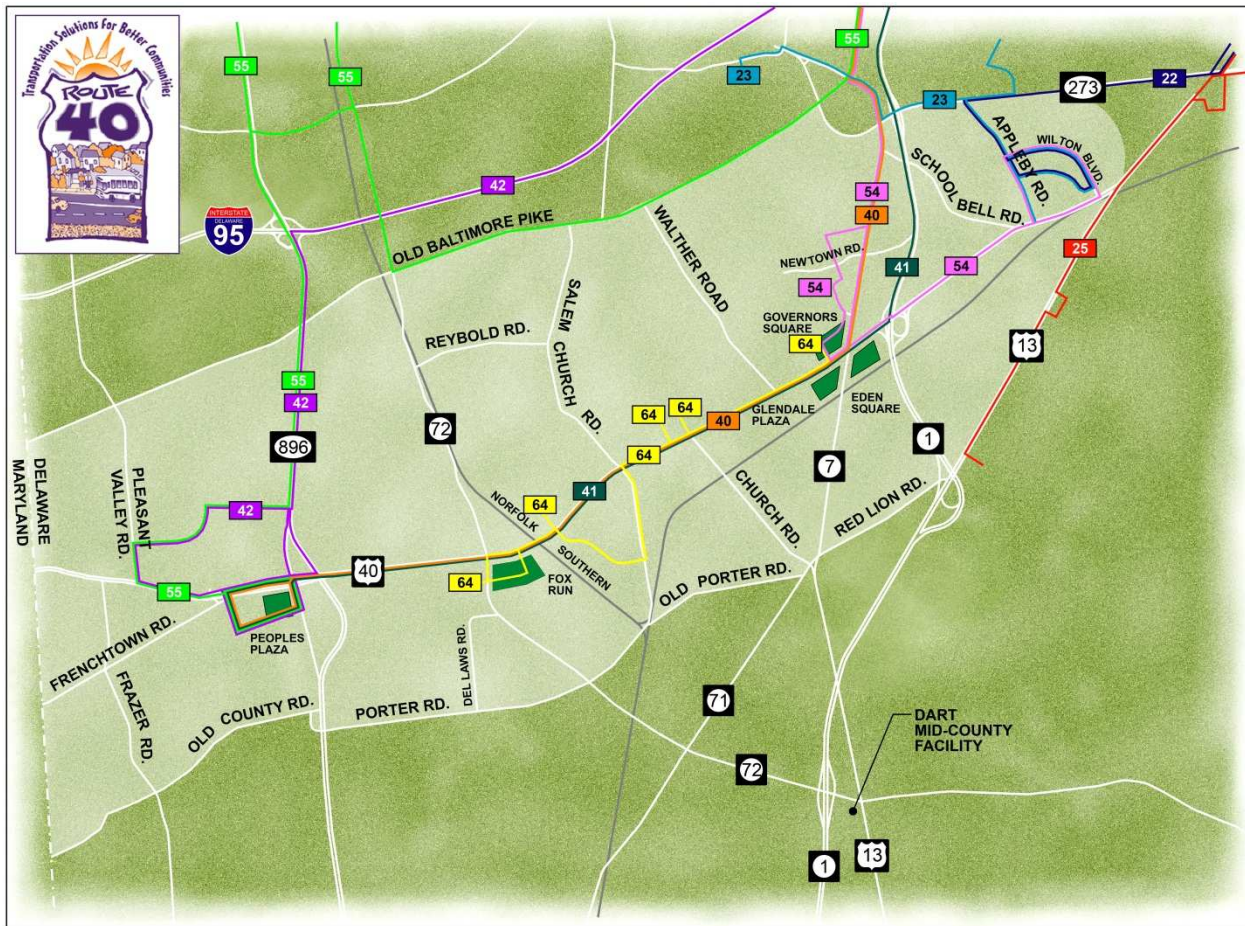 Transportation Solutions for Better Communities
ROUTE
40
55
55
23
55
23
273
22
42
INTERSTATE
DELAWARE
95
OLD BALTIMORE PIKE
WALTHER ROAD
54
40
SCHOOL BELL RD.
APPLEBY RD.
WILTON BLVD.
NEWTOWN RD.
41
54
25
54
GOVERNORS
SQUARE
SALEM CHURCH RD.
REYBOLD RD.
64
13
55
42
896
72
64
64
40
GLENDALE
PLAZA
EDEN
SQUARE
64
7
1
DELAWARE
MARYLAND
PLEASANT
VALLEY RD.
42
64
41
NORFOLK
SOUTHERN
CHURCH RD.
RED LION RD.
40
64
FOX
RUN
55
OLD PORTER RD.
FRENCHTOWN RD.
PEOPLES
PLAZA
DEL LAWS RD.
FRAZER RD.
OLD COUNTY RD.
PORTER RD.
71
72
DART
MID-COUNTY
FACILITY
1
13